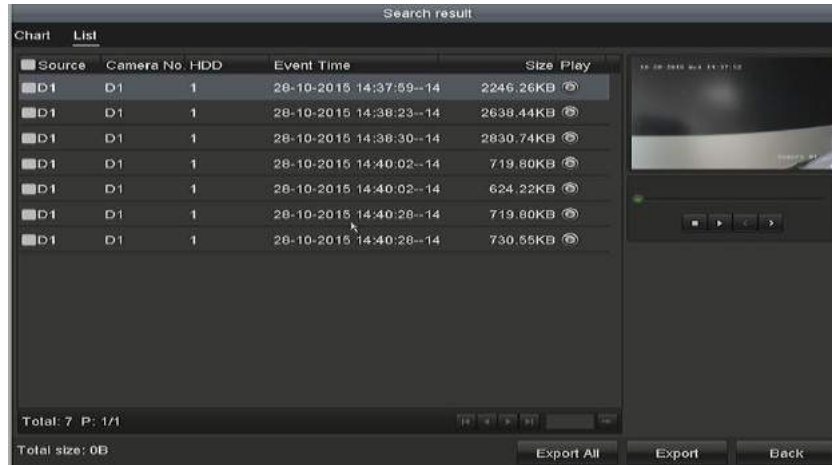 Search result
Chart List
Source Camera No. HDD Event Time Size Play
D1 D1 1 28-10-2015 14:37:59--14 2246.26KB
D1 D1 1 28-10-2015 14:38:23--14 2638.44KB
D1 D1 1 28-10-2015 14:38:30--14 2830.74KB
D1 D1 1 28-10-2015 14:40:02--14 719.80KB
D1 D1 1 28-10-2015 14:40:02--14 624.22KB
D1 D1 1 28-10-2015 14:40:28--14 719.80KB
D1 D1 1 28-10-2015 14:40:28--14 730.55KB
Total: 7 P: 1/1
Total size: 0B
Export All Export Back